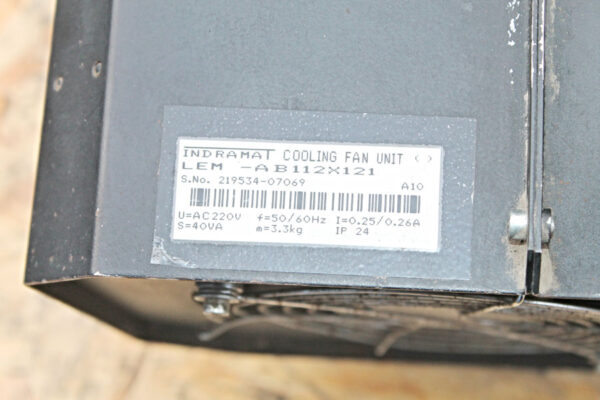 INDRAMAT COOLING FAN UNIT <>
LEM -AB112X121
S.No. 219534-07069 A10
U=AC220V f=50/60Hz I=0.25/0.26A
S=40VA m=3.3kg IP 24